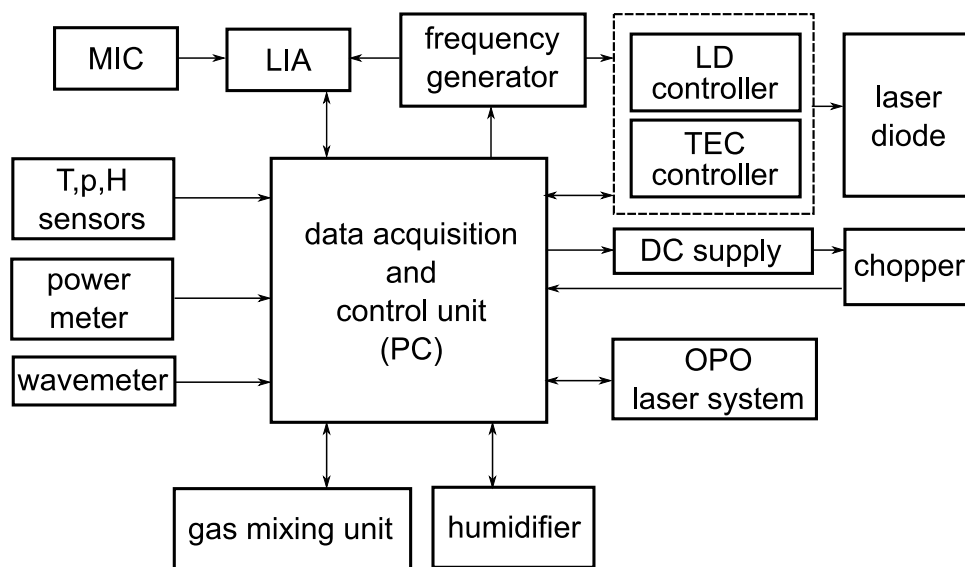 MIC
LIA
frequency
generator
LD
controller
TEC
controller
laser
diode
T,p,H
sensors
data acquisition
and
control unit
(PC)
DC supply
chopper
power
meter
wavemeter
OPO
laser system
gas mixing unit
humidifier